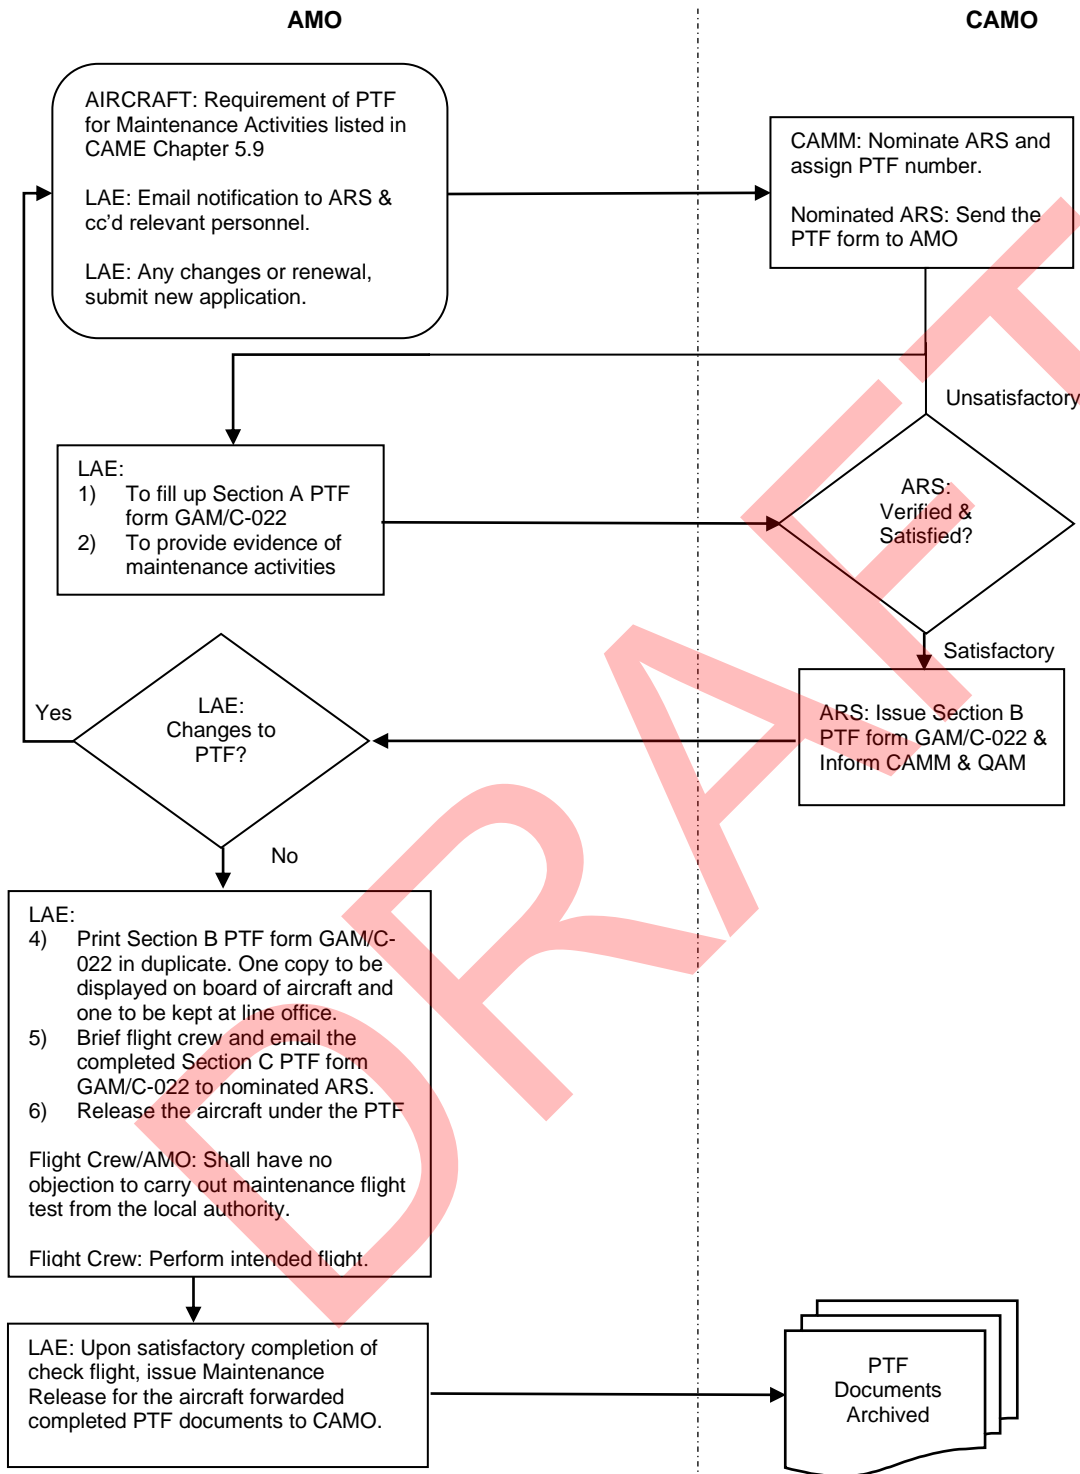 AMO
CAMO
AIRCRAFT: Requirement of PTF
for Maintenance Activities listed in
CAME Chapter 5.9
LAE: Email notification to ARS &
cc'd relevant personnel.
LAE: Any changes or renewal,
submit new application.
CAMM: Nominate ARS and
assign PTF number.
Nominated ARS: Send the
PTF form to AMO
Unsatisfactory
LAE:
1) To fill up Section A PTF
form GAM/C-022
2) To provide evidence of
maintenance activities
ARS:
Verified &
Satisfied?
Satisfactory
Yes
LAE:
Changes to
PTF?
ARS: Issue Section B
PTF form GAM/C-022 &
Inform CAMM & QAM
No
LAE:
4) Print Section B PTF form GAM/C-
022 in duplicate. One copy to be
displayed on board of aircraft and
one to be kept at line office.
5) Brief flight crew and email the
completed Section C PTF form
GAM/C-022 to nominated ARS.
6) Release the aircraft under the PTF
Flight Crew/AMO: Shall have no
objection to carry out maintenance flight
test from the local authority.
Flight Crew: Perform intended flight.
LAE: Upon satisfactory completion of
check flight, issue Maintenance
Release for the aircraft forwarded
completed PTF documents to CAMO.
PTF
Documents
Archived
DRAFT